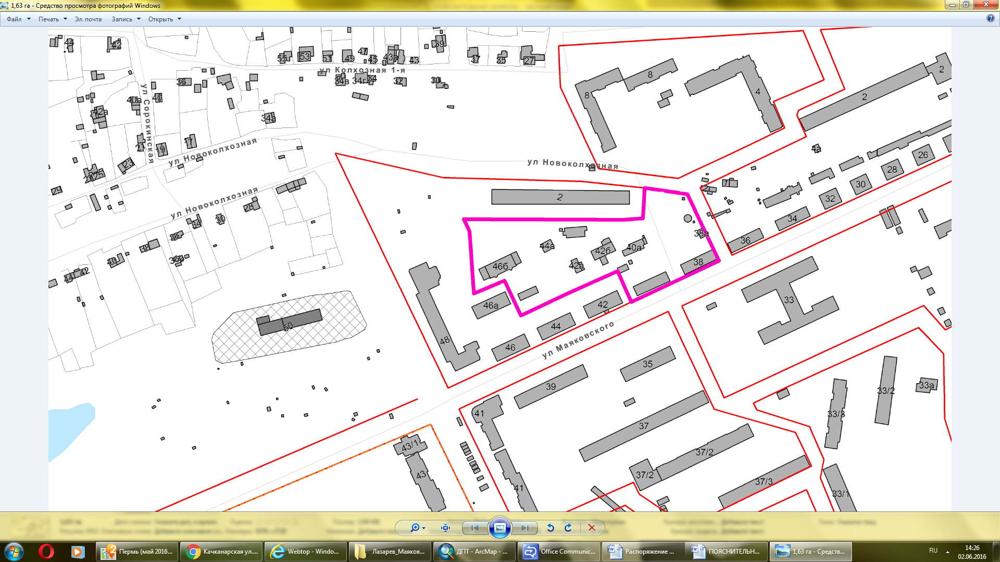 1,63 га - Средство просмотра фотографий Windows
Файл Печать Эл. почта Запись Открыть
44 42 55 53 51 49 47 45 43а 43 39 37 35 27
ул Колхозная 1-я
36 34в 34г 34 32 30
8 8 4 2 2
40а 40 42а 34а
ул Сорокинская
21 19 17
ул Новоколхозная
23 25 29
ул Новоколхозная
4а 26 28 30 32 34 36
2
ул Новоколхозная
28 30 34 36 38 36а 40 42 44
38а 38 44а 42б 40а 42а 46б
46а 42 44 46 48 50
ул Маяковского
33 35 39 41 37
33/2 33а 33/3
43/1 43 41
37/2 37/2 37/3 33/1
Пермь (май 2016...
Качканарская ул....
Webtop - Windo...
Лазарев_Маяков...
ДПТ - ArcMap - ...
Office Communic...
Распоряжение ...
ПОЯСНИТЕЛЬН...
1,63 га - Средств...
RU
14:26
02.06.2016